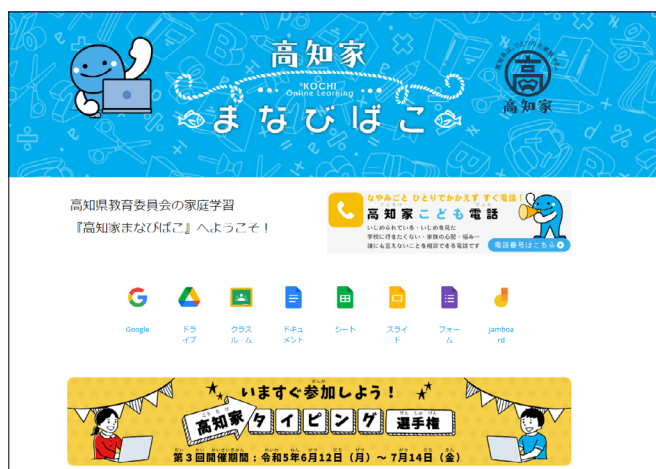 高知家
"KOCHI
Online Learning
まなびばこ
高知家
高知県教育委員会の家庭学習
『高知家まなびばこ』へようこそ！
なやみごと ひとりでかかえず すぐ電話！
高知家こども電話
いじめられている・いじめを見た
学校に行きたくない・家族の心配・悩み…
誰にも言えないことを相談できる電話です
電話番号はこちら
Google
ドラ
イブ
クラス
ルーム
ドキュ
メント
シート
スライ
ド
フォー
ム
jamboa
rd
いますぐ参加しよう！
高知家タイピング選手権
第3回開催期間：令和5年6月12日（月）～7月14日（金）